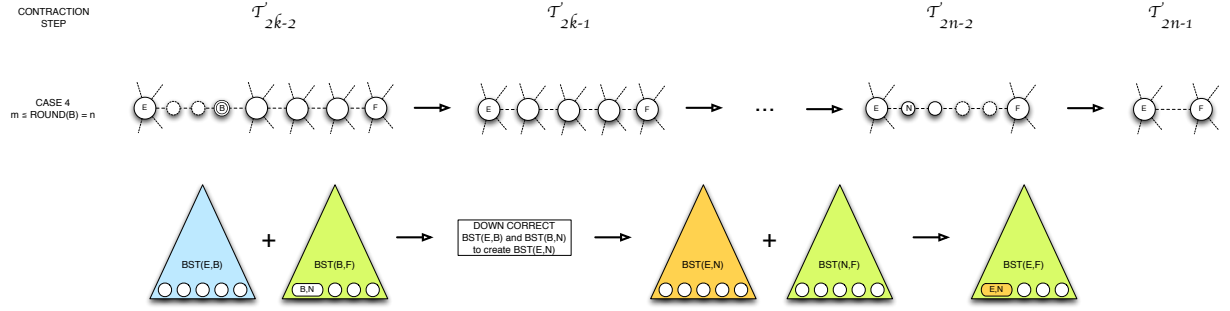 CONTRACTION
STEP
T 2k-2
T 2k-1
T 2n-2
T 2n-1
CASE 4
m ≤ ROUND(B) = n
E
B
F
E
F
...
E
N
F
E
F
BST(E,B)
+
BST(B,F)
B,N
DOWN CORRECT
BST(E,B) and BST(B,N)
to create BST(E,N)
BST(E,N)
+
BST(N,F)
BST(E,F)
E,N